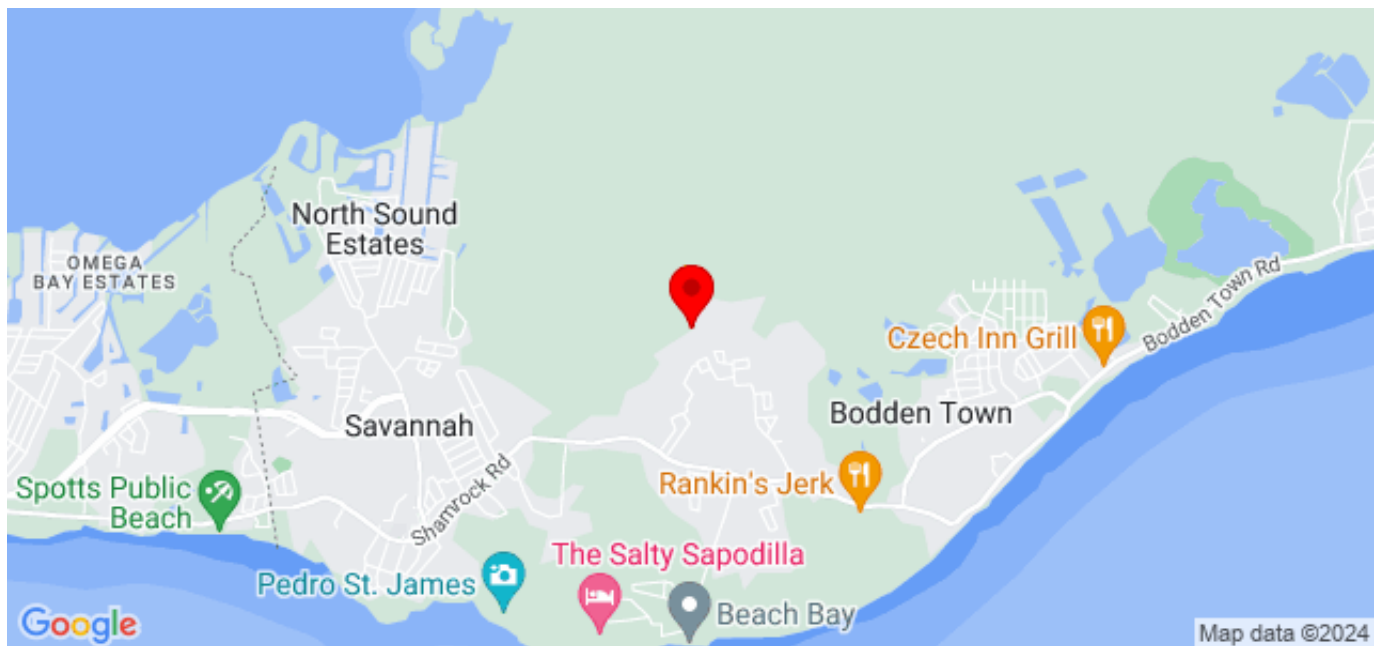 North Sound
Estates
OMEGA
BAY ESTATES
Bodden Town Rd
Czech Inn Grill
Bodden Town
Savannah
Shamrock Rd
Rankin's Jerk
Spotts Public
Beach
The Salty Sapodilla
Pedro St. James
Beach Bay
Google
Map data ©2024